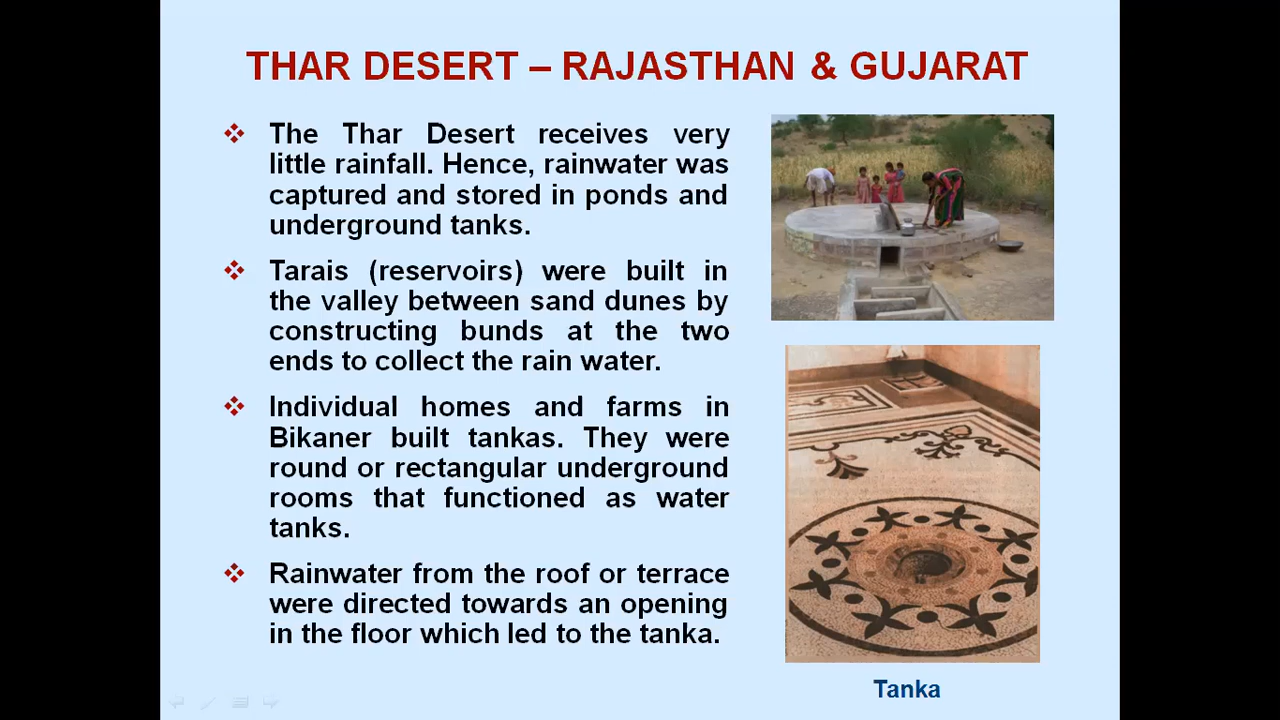 THAR DESERT – RAJASTHAN & GUJARAT
The Thar Desert receives very
little rainfall. Hence, rainwater was
captured and stored in ponds and
underground tanks.
Tarais (reservoirs) were built in
the valley between sand dunes by
constructing bunds at the two
ends to collect the rain water.
Individual homes and farms in
Bikaner built tankas. They were
round or rectangular underground
rooms that functioned as water
tanks.
Rainwater from the roof or terrace
were directed towards an opening
in the floor which led to the tanka.
Tanka